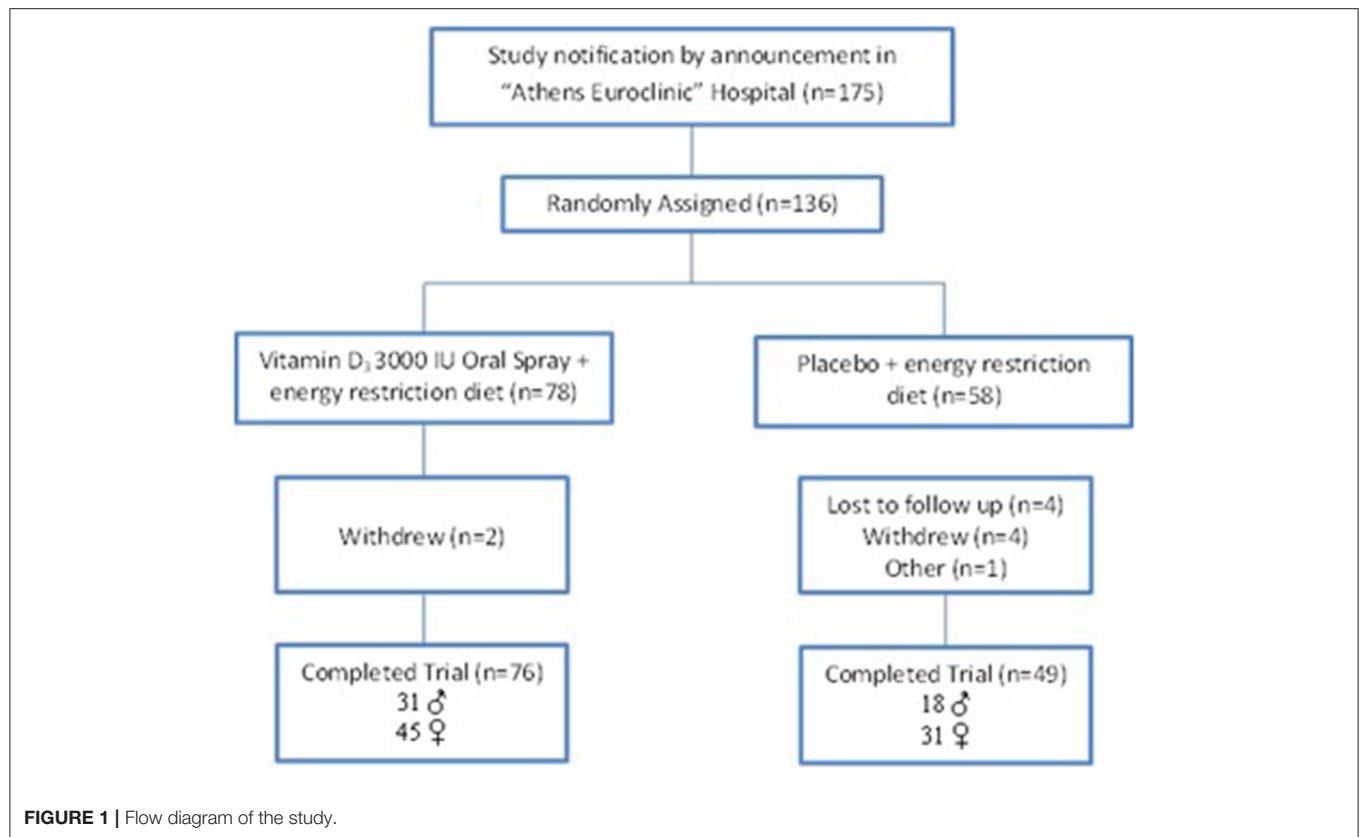 Study notification by announcement in
“Athens Euroclinic” Hospital (n=175)
Randomly Assigned (n=136)
Vitamin D₃ 3000 IU Oral Spray +
energy restriction diet (n=78)
Placebo + energy restriction
diet (n=58)
Withdrew (n=2)
Lost to follow up (n=4)
Withdrew (n=4)
Other (n=1)
Completed Trial (n=76)
31 ♂
45 ♀
Completed Trial (n=49)
18 ♂
31 ♀
FIGURE 1 | Flow diagram of the study.